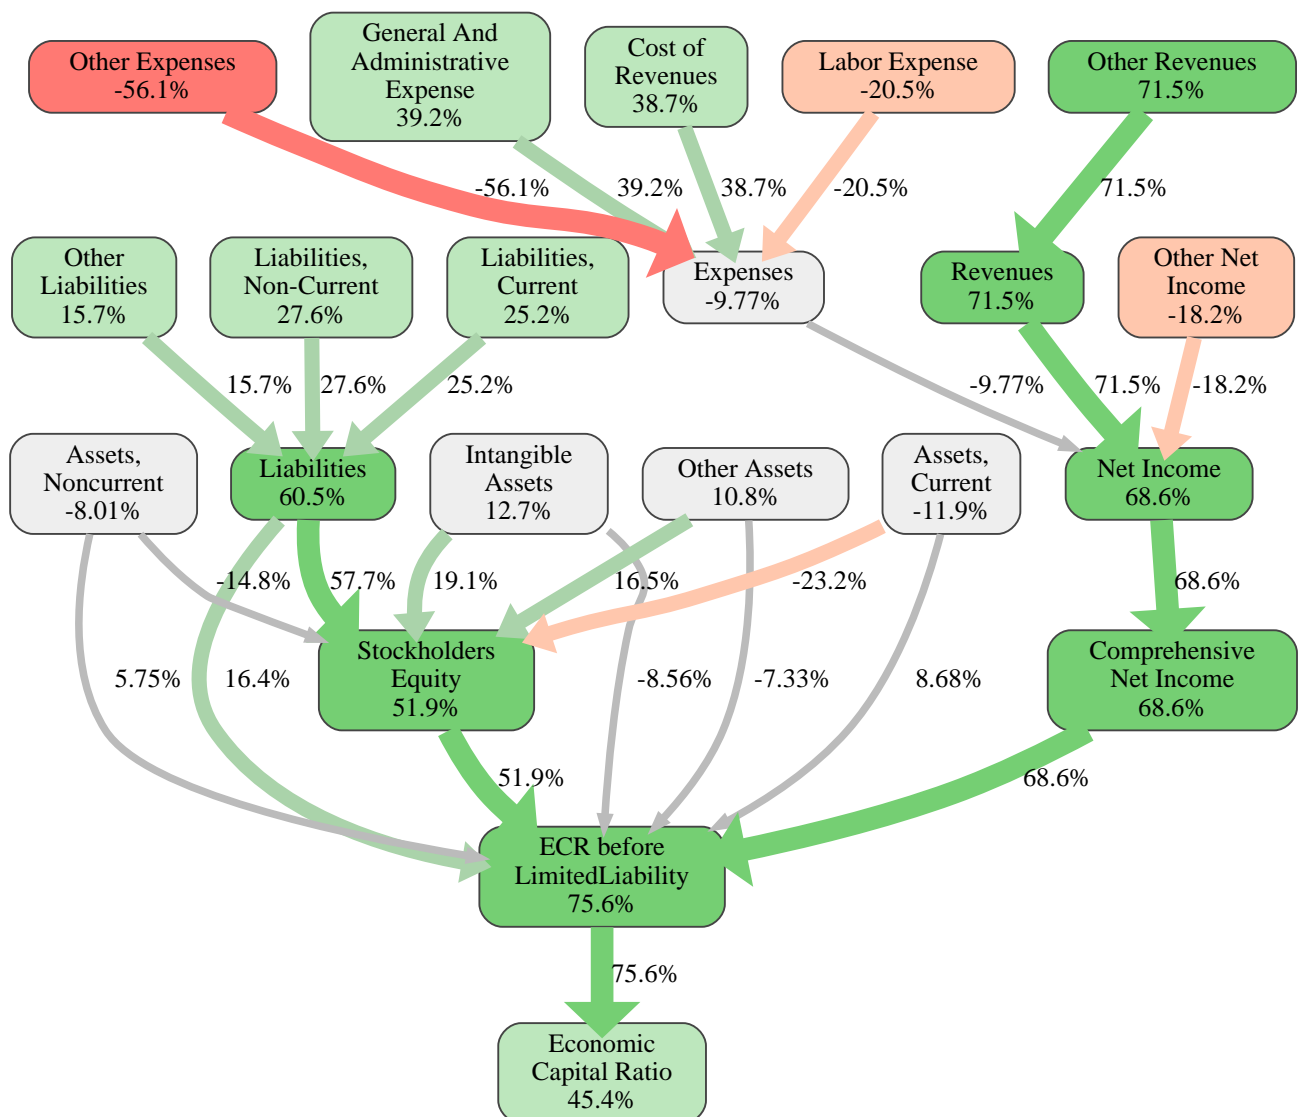 Other Expenses
-56.1%
General And
Administrative
Expense
39.2%
Cost of
Revenues
38.7%
Labor Expense
-20.5%
Other Revenues
71.5%
-56.1%
39.2%
38.7%
-20.5%
71.5%
Other
Liabilities
15.7%
Liabilities,
Non-Current
27.6%
Liabilities,
Current
25.2%
Expenses
-9.77%
Revenues
71.5%
Other Net
Income
-18.2%
15.7%
27.6%
25.2%
-9.77%
71.5%
-18.2%
Assets,
Noncurrent
-8.01%
Liabilities
60.5%
Intangible
Assets
12.7%
Other Assets
10.8%
Assets,
Current
-11.9%
Net Income
68.6%
-14.8%
57.7%
19.1%
16.5%
-23.2%
68.6%
Stockholders
Equity
51.9%
Comprehensive
Net Income
68.6%
5.75%
16.4%
-8.56%
-7.33%
8.68%
51.9%
68.6%
ECR before
LimitedLiability
75.6%
75.6%
Economic
Capital Ratio
45.4%